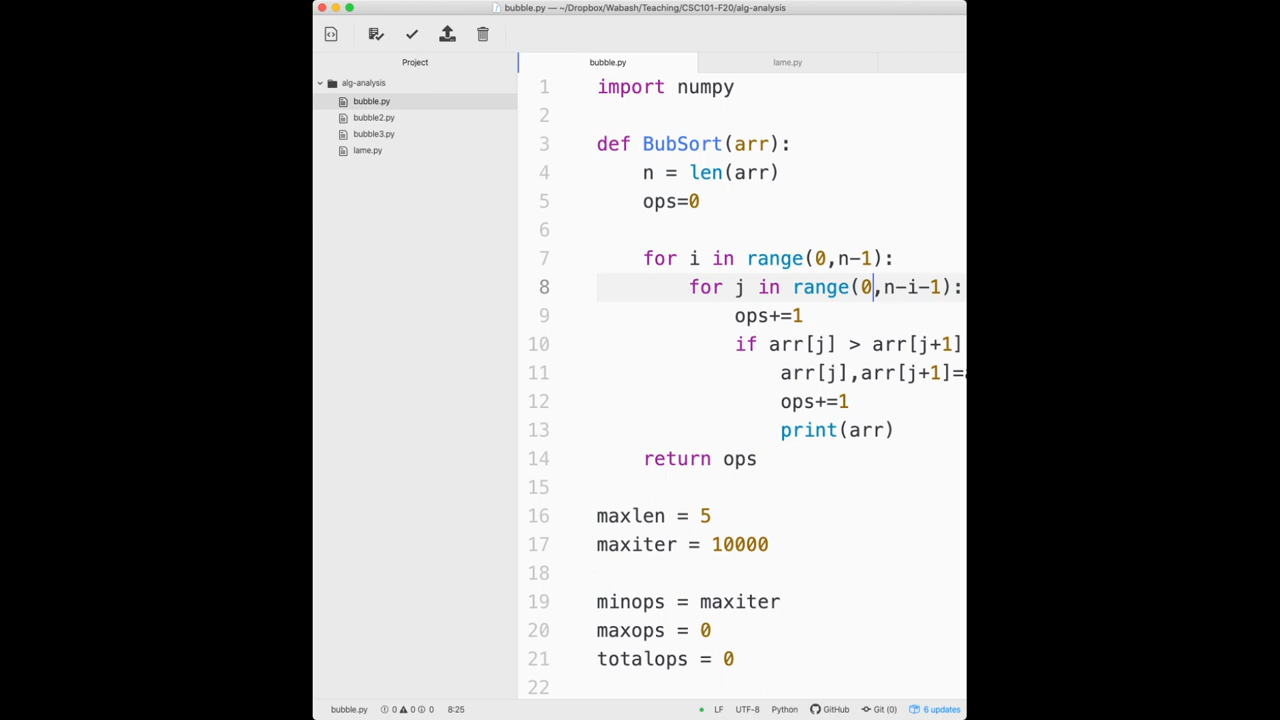 bubble.py — ~/Dropbox/Wabash/Teaching/CSC101-F20/alg-analysis
Project
alg-analysis
bubble.py
bubble2.py
bubble3.py
lame.py
bubble.py lame.py
1 import numpy
2
3 def BubSort(arr):
4 n = len(arr)
5 ops=0
6
7 for i in range(0,n-1):
8 for j in range(0,n-i-1):
9 ops+=1
10 if arr[j] > arr[j+1]
11 arr[j],arr[j+1]=
12 ops+=1
13 print(arr)
14 return ops
15
16 maxlen = 5
17 maxiter = 10000
18
19 minops = maxiter
20 maxops = 0
21 totalops = 0
22
bubble.py 0 0 0 8:25 LF UTF-8 Python GitHub Git (0) 6 updates